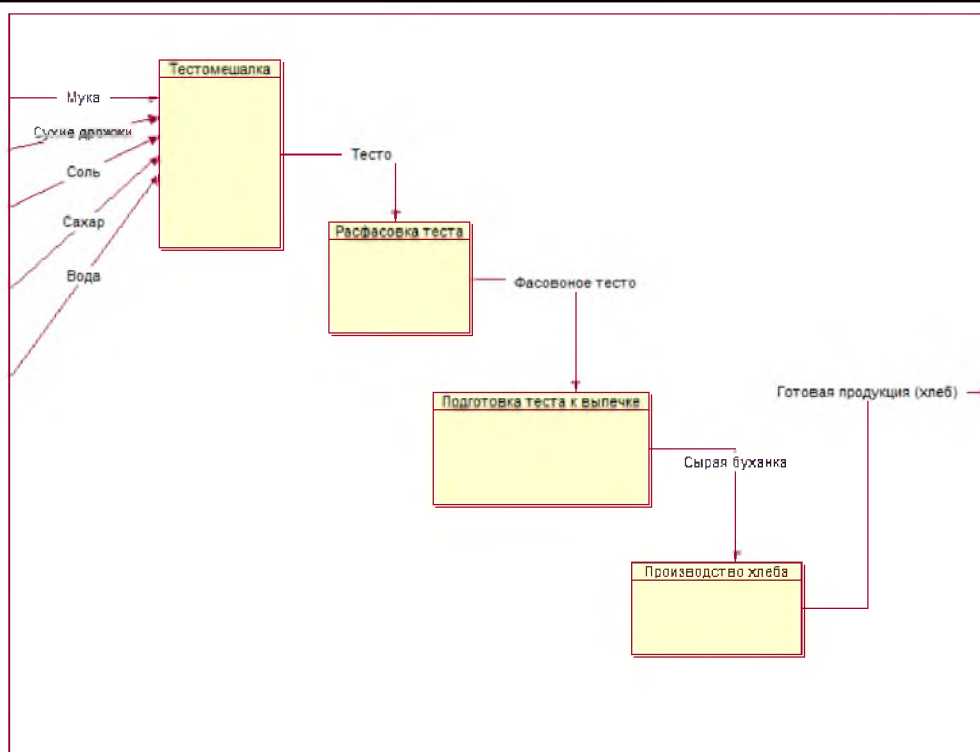 Тестомешалка
Мука
Сухие дрожжи
Соль
Сахар
Вода
Тесто
Расфасовка теста
Фасовоное тесто
Подготовка теста к выпечке
Готовая продукция (хлеб)
Сырая буханка
Производство хлеба